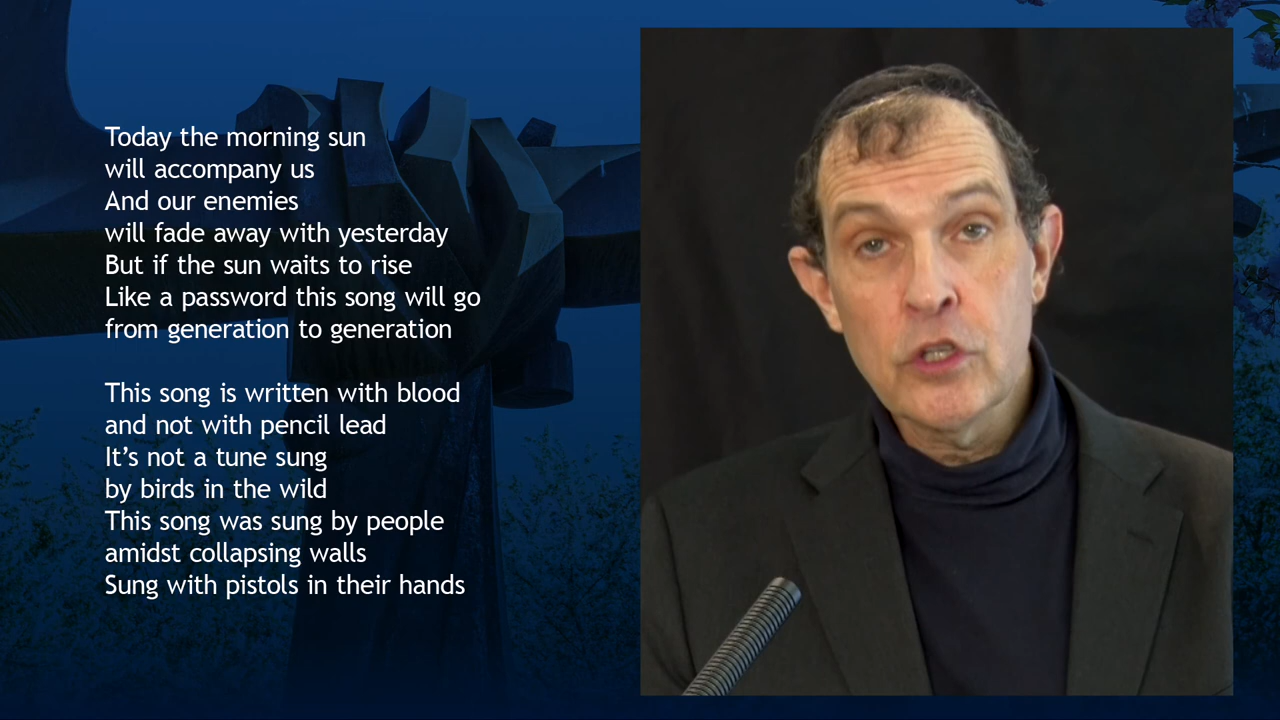 Today the morning sun
will accompany us
And our enemies
will fade away with yesterday
But if the sun waits to rise
Like a password this song will go
from generation to generation
This song is written with blood
and not with pencil lead
It’s not a tune sung
by birds in the wild
This song was sung by people
amidst collapsing walls
Sung with pistols in their hands